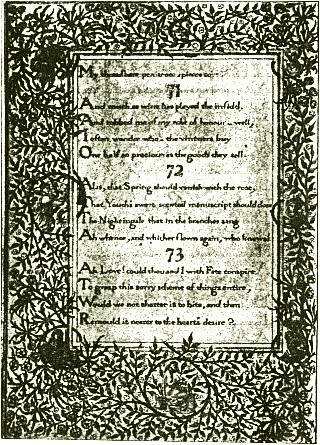 My threadbare penitence apieces to
71
And much as wine has played the infidel,
And robbed me of my robe of honour – well,
I often wonder what the vintners buy
One half so precious as the goods they sell.
72
Alas, that Spring should vanish with the rose,
That Youth's sweet scented manuscript should close
The Nightingale that in the branches sang
Ah whence, and whither flown again, who knows!
73
Ah Love! could thou and I with Fate conspire
To grasp this sorry scheme of things entire,
Would we not shatter it to bits, and then
Remould it nearer to the hearts desire?